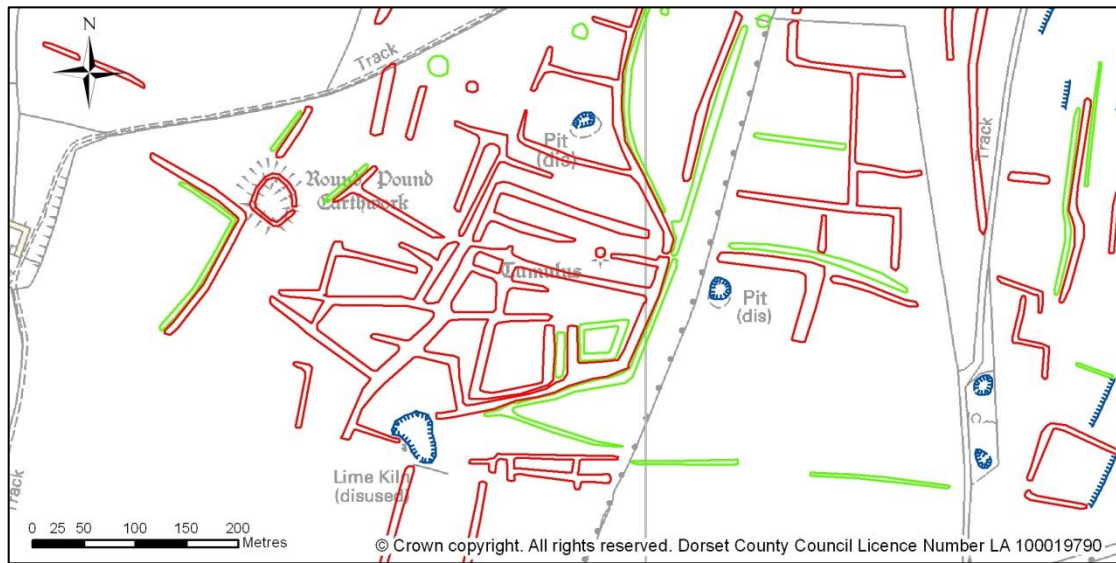 N
Track
Pit
(dis)
Round Pound
Earthwork
Track
Tumulus
Pit
(dis)
Track
Lime Kiln
(disused)
0 25 50 100 150 200
Metres
© Crown copyright. All rights reserved. Dorset County Council Licence Number LA 100019790